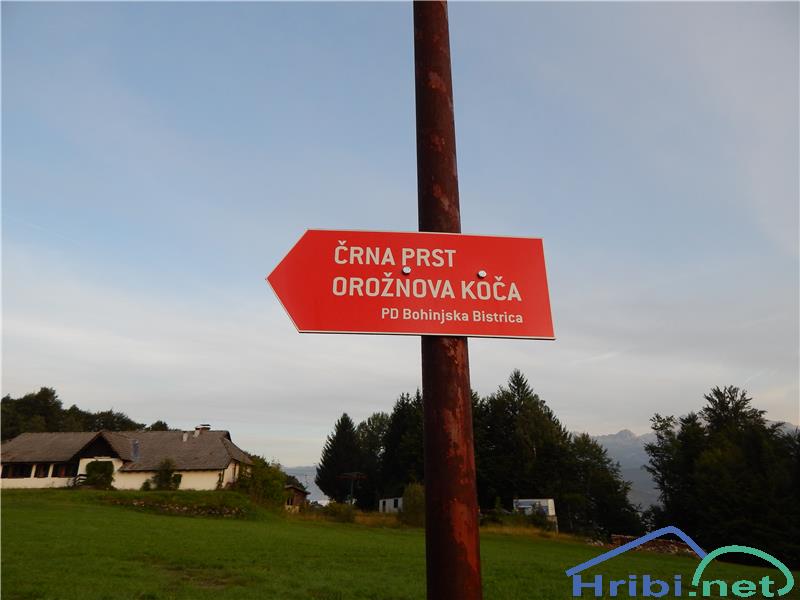 ČRNA PRST
OROŽNOVA KOČA
PD Bohinjska Bistrica
Hribi.net